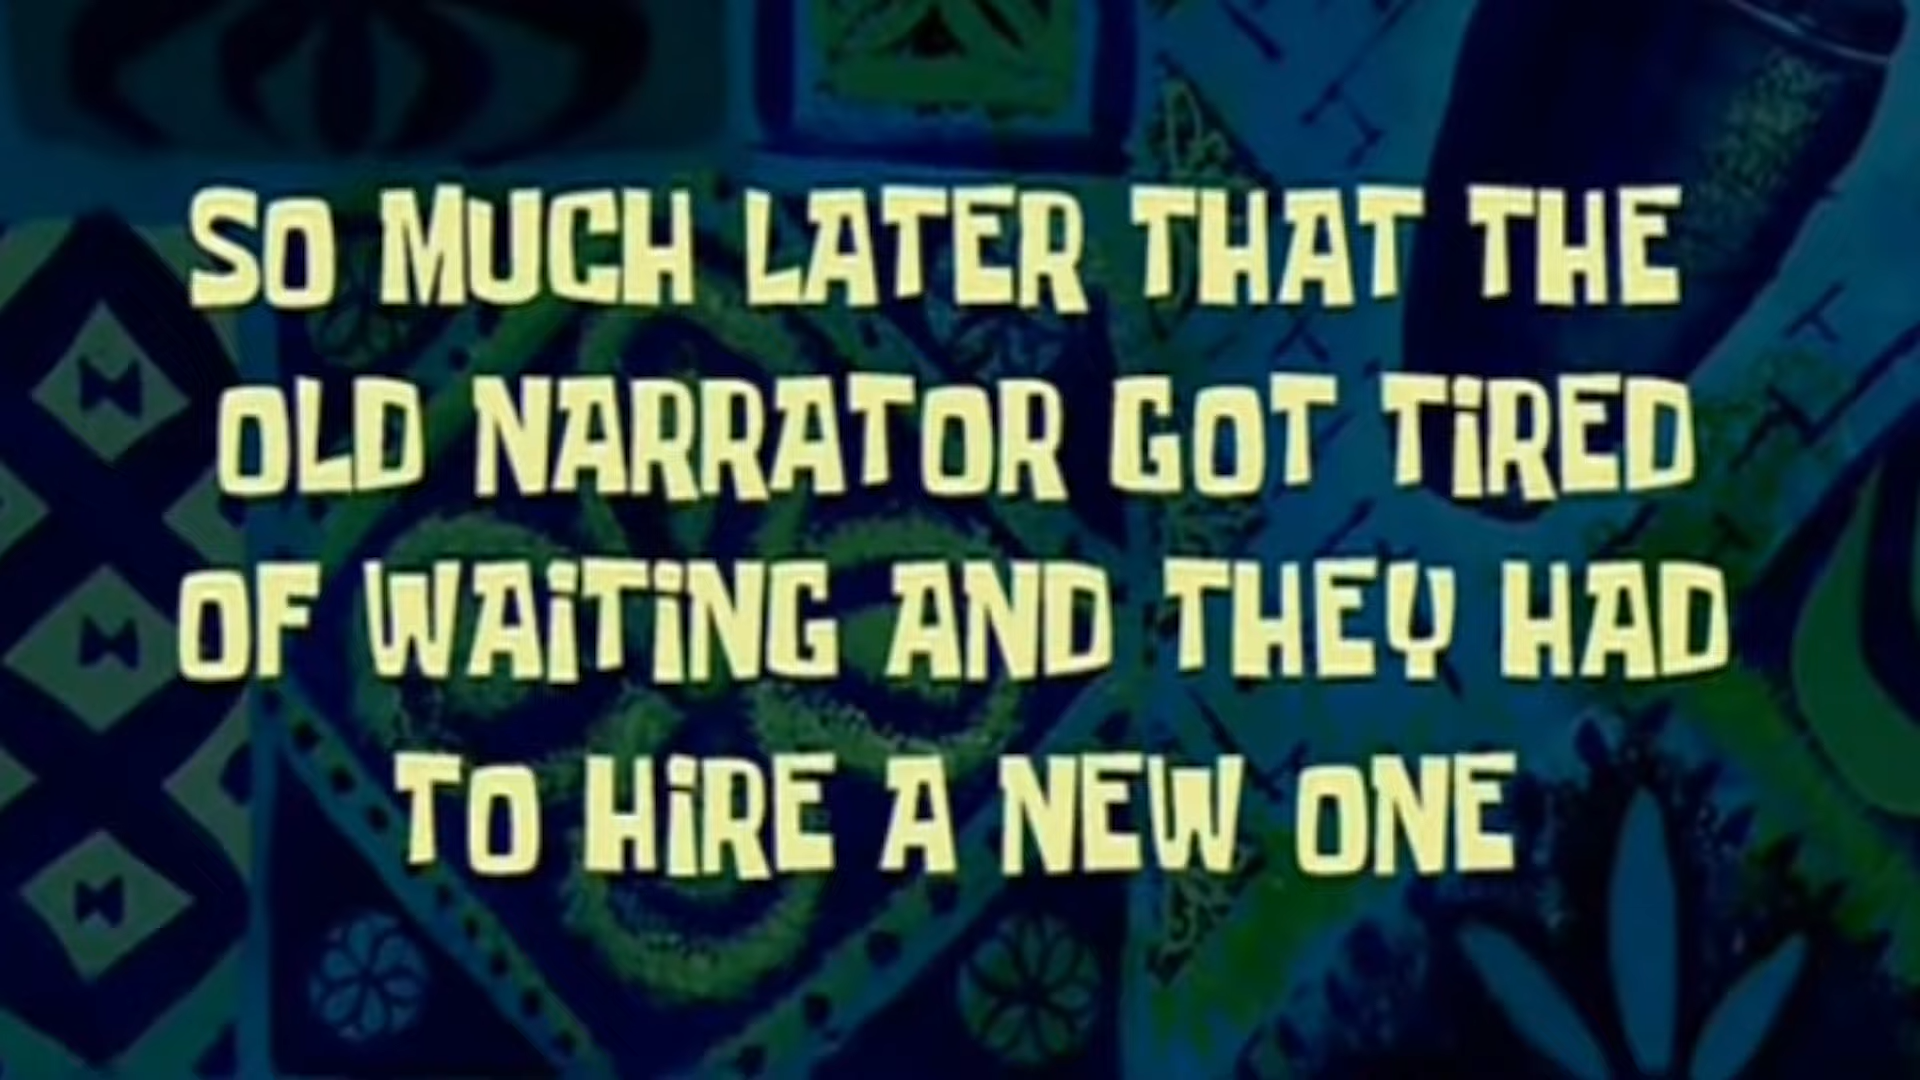 SO MUCH LATER THAT THE
OLD NARRATOR GOT TiRED
OF WAiTiNG AND THEY HAD
TO HiRE A NEW ONE